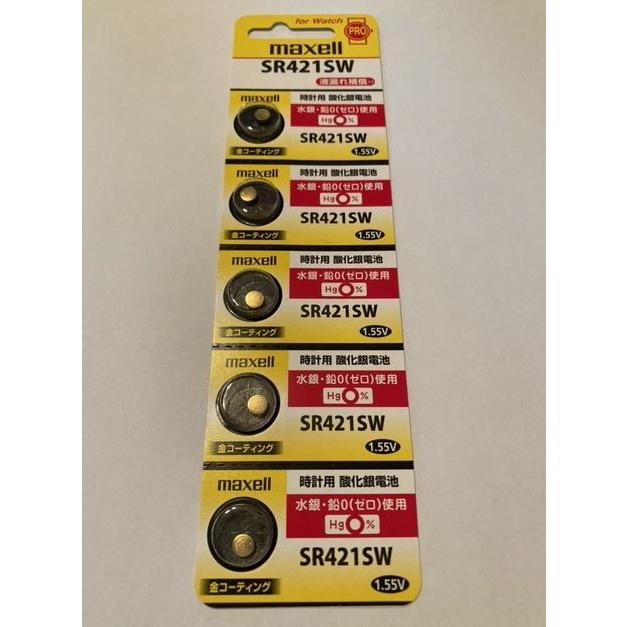 for Watch
PRO
maxell
SR421SW
液漏れ補償
maxell
時計用 酸化銀電池
水銀・鉛0(ゼロ)使用
Hg 0%
SR421SW
金コーティング
1.55V
maxell
時計用 酸化銀電池
水銀・鉛0(ゼロ)使用
Hg 0%
SR421SW
金コーティング
1.55V
maxell
時計用 酸化銀電池
水銀・鉛0(ゼロ)使用
Hg 0%
SR421SW
金コーティング
1.55V
maxell
時計用 酸化銀電池
水銀・鉛0(ゼロ)使用
Hg 0%
SR421SW
金コーティング
1.55V
maxell
時計用 酸化銀電池
水銀・鉛0(ゼロ)使用
Hg 0%
SR421SW
金コーティング
1.55V